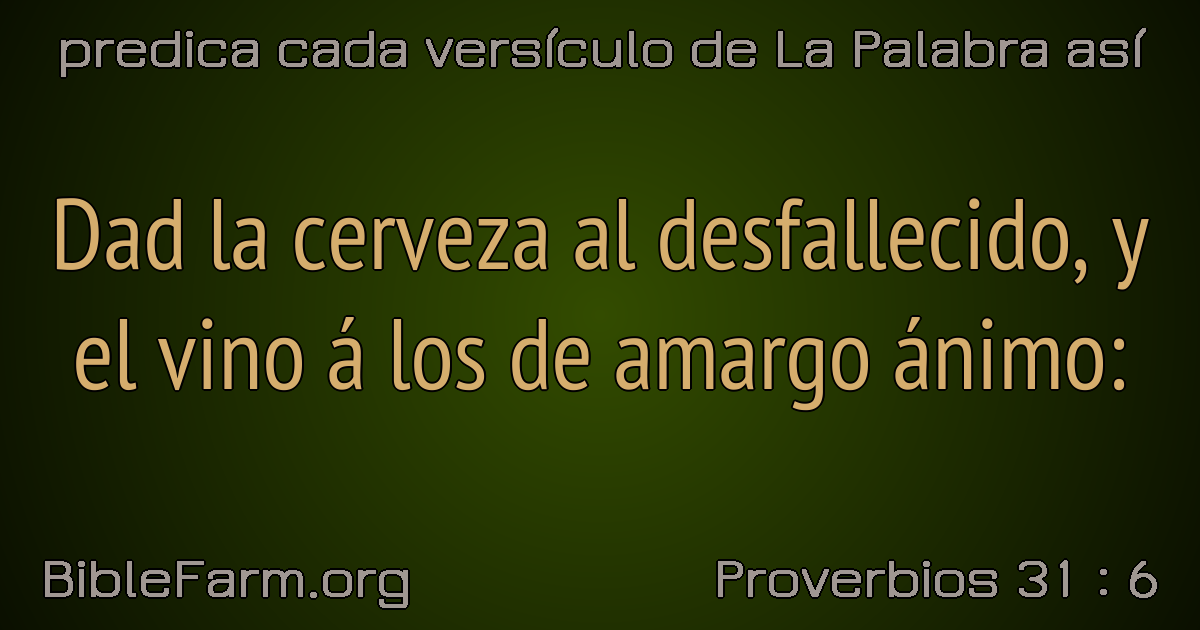 predica cada versículo de La Palabra así
Dad la cerveza al desfallecido, y
el vino á los de amargo ánimo:
BibleFarm.org
Proverbios 31 : 6